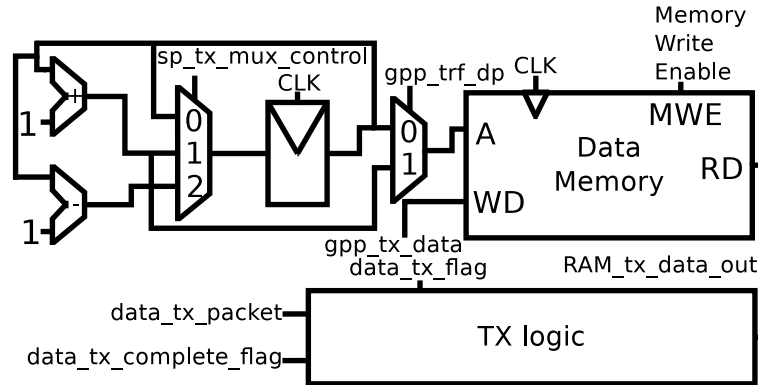 Memory
Write
Enable
sp_tx_mux_control
CLK
gpp_trf_dp
CLK
+
1
0
1
2
0
1
A
MWE
Data
Memory
RD
WD
-
1
gpp_tx_data
data_tx_flag
RAM_tx_data_out
data_tx_packet
TX logic
data_tx_complete_flag